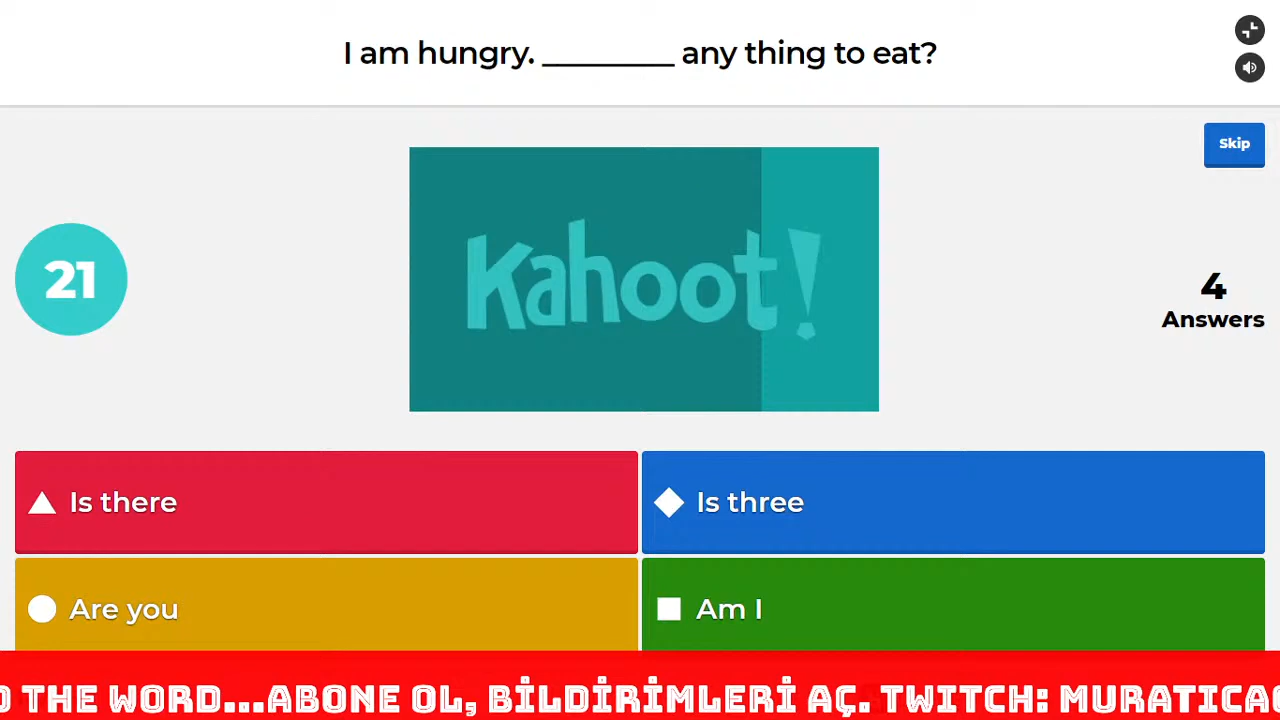 I am hungry. _________ any thing to eat?
Skip
Kahoot!
21
4
Answers
Is there
Is three
Are you
Am I
THE WORD...ABONE OL, BİLDİRİMLERİ AÇ. TWITCH: